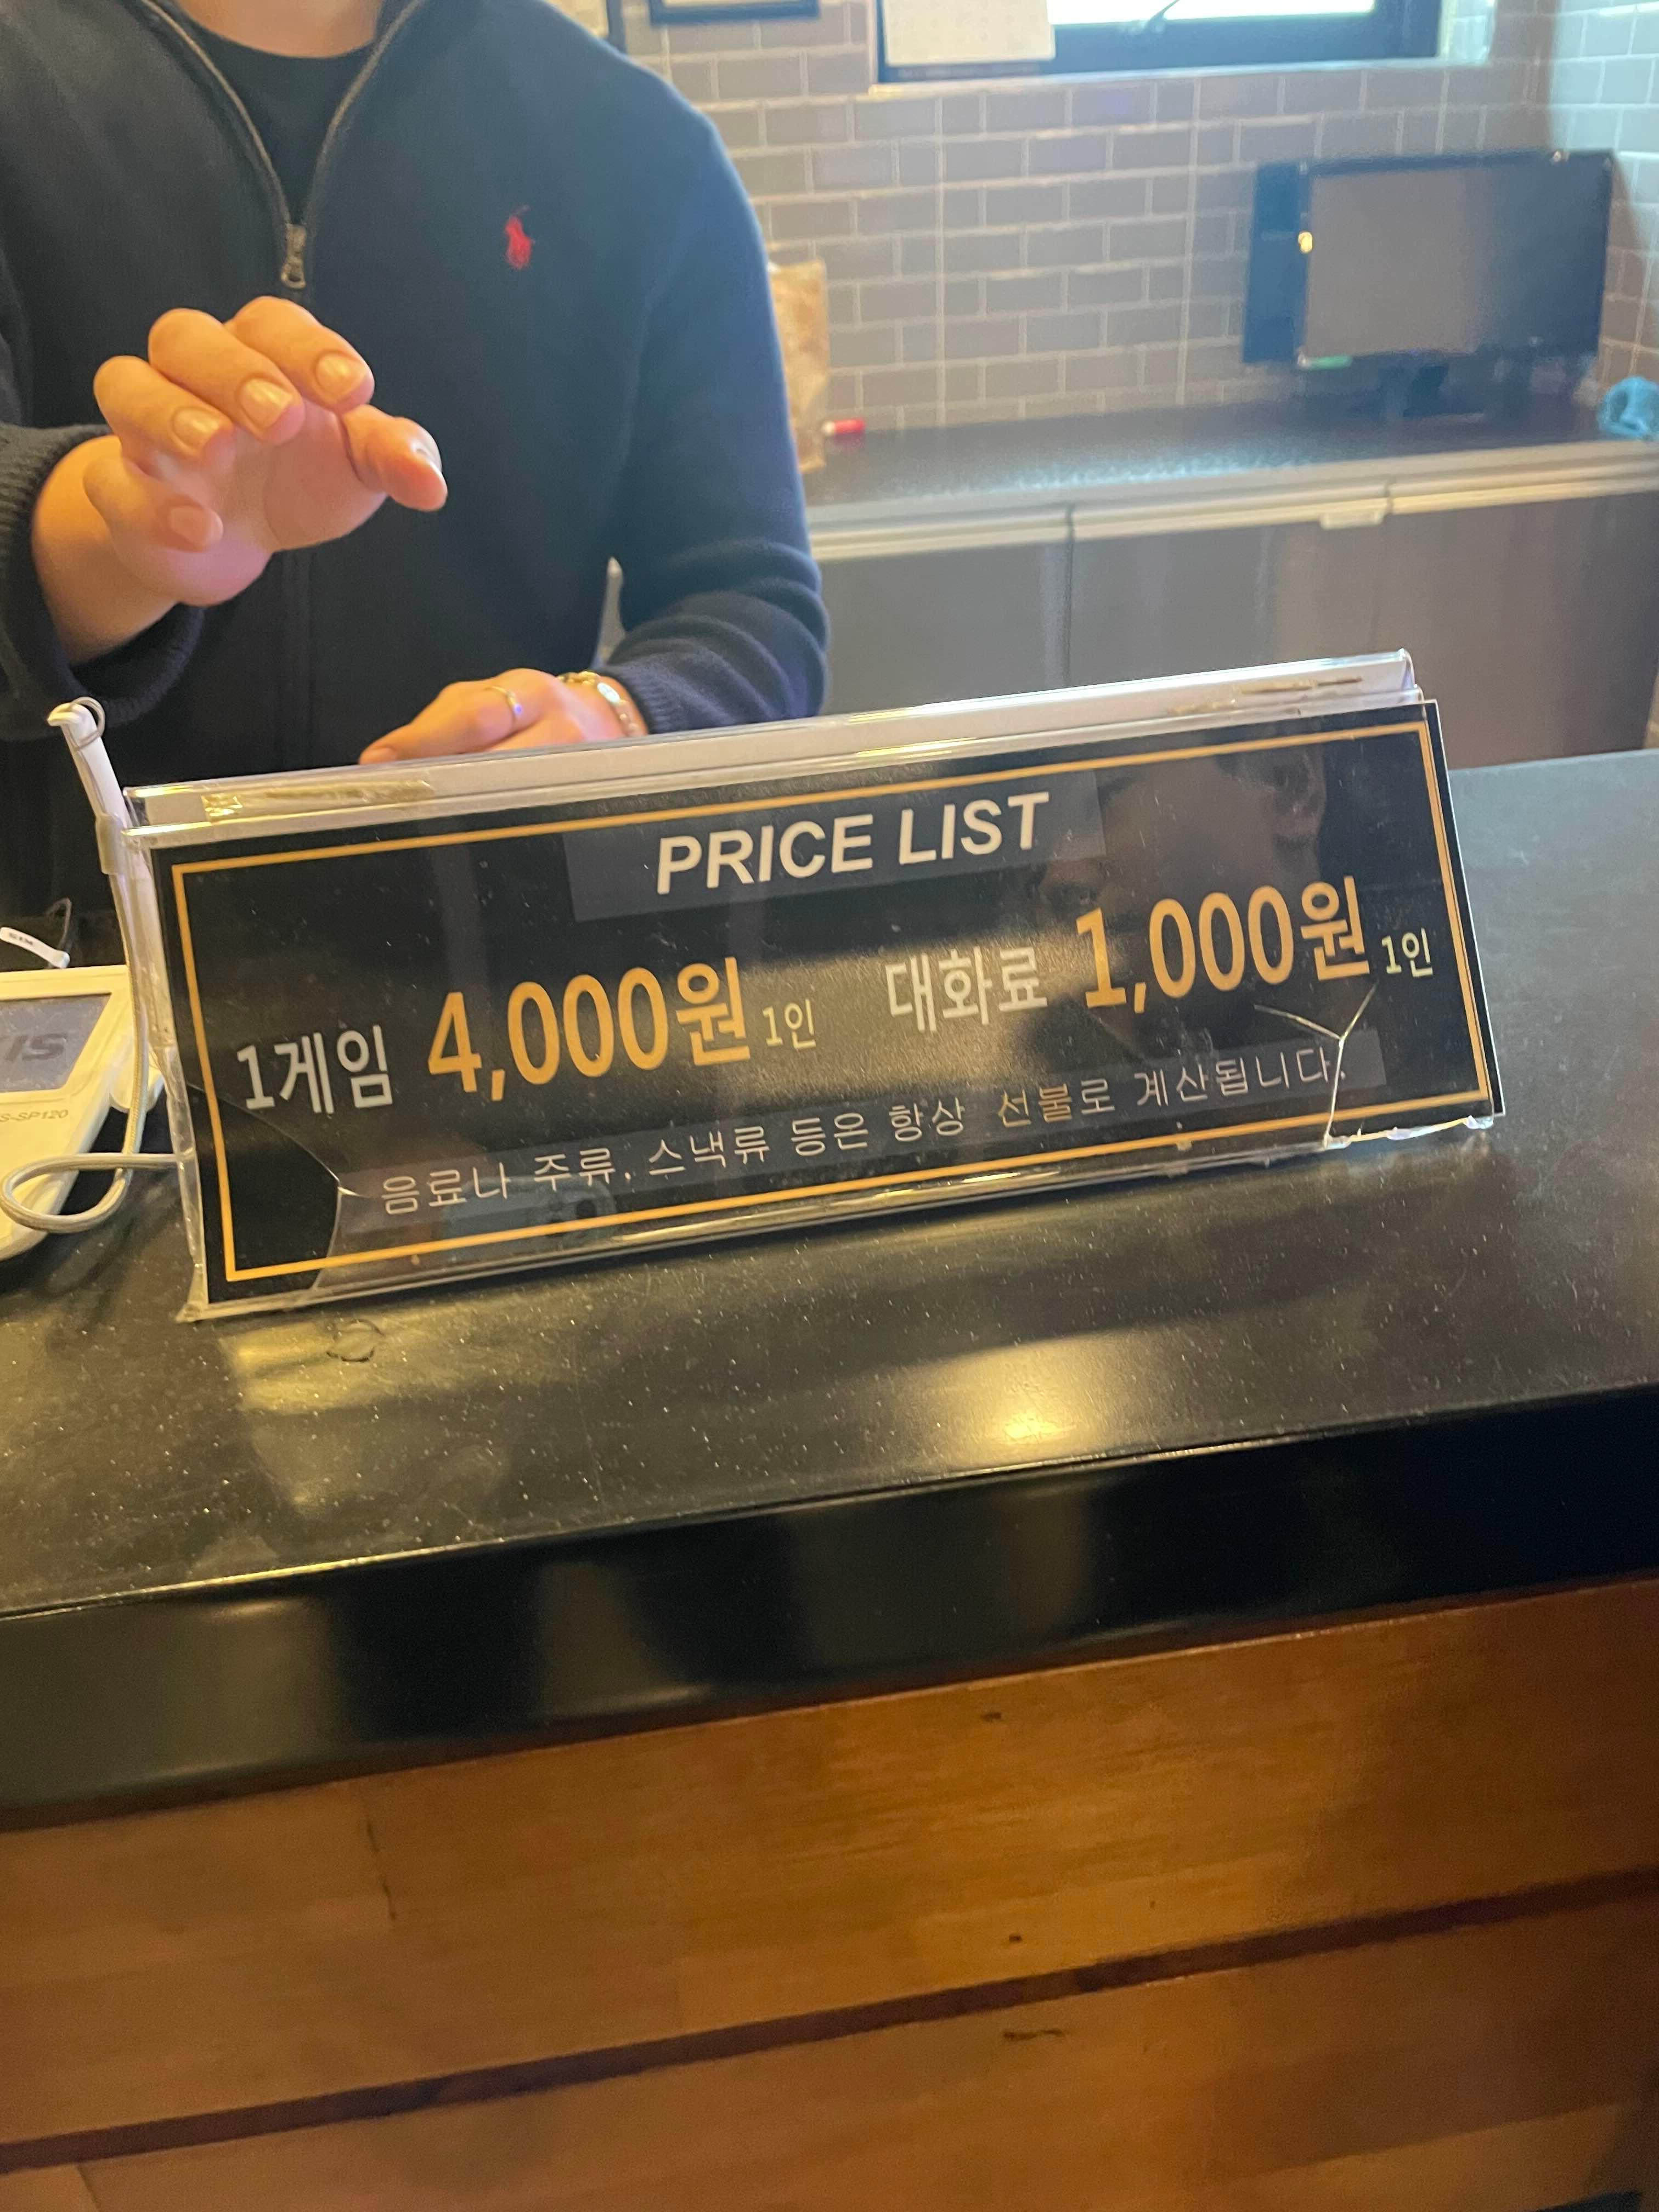 PRICE LIST
1게임 4,000원 1인 대화료 1,000원 1인
음료나 주류, 스낵류 등은 항상 선불로 계산됩니다.
S-SP120